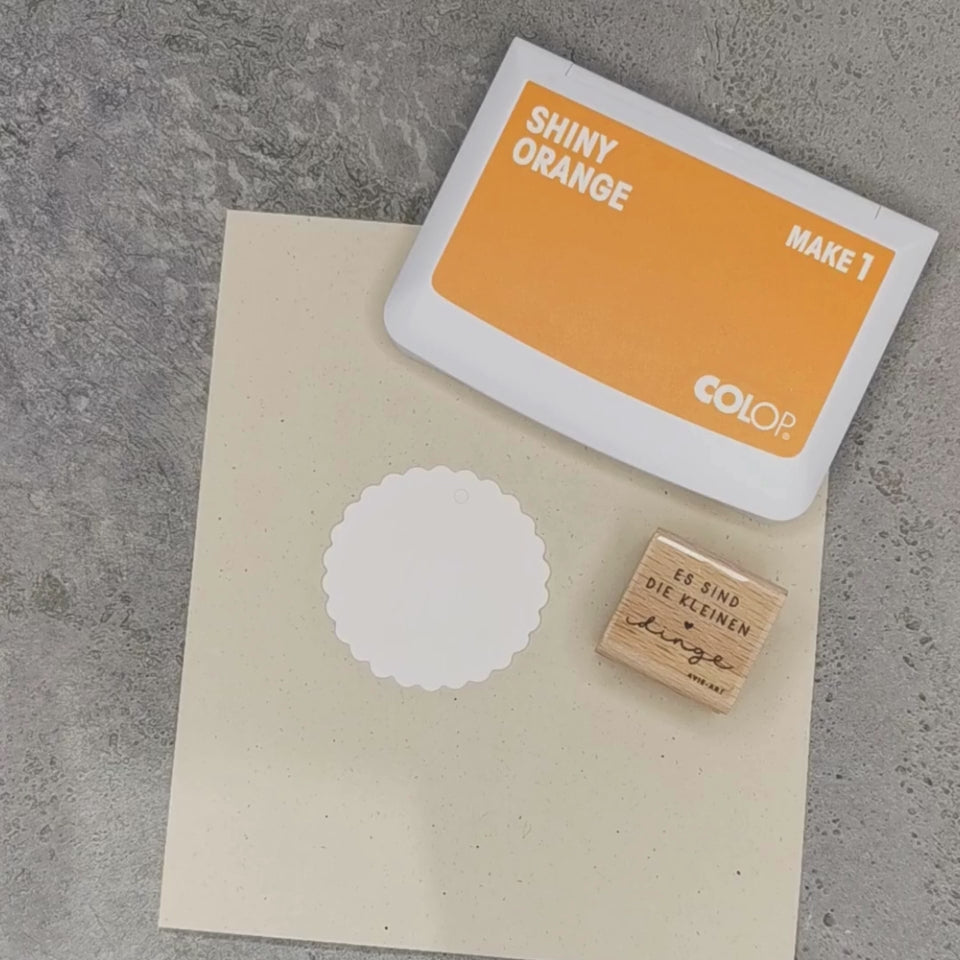 SHINY
ORANGE
MAKE 1
COLOP®
ES SIND
DIE KLEINEN
dinge
AVIE-ART